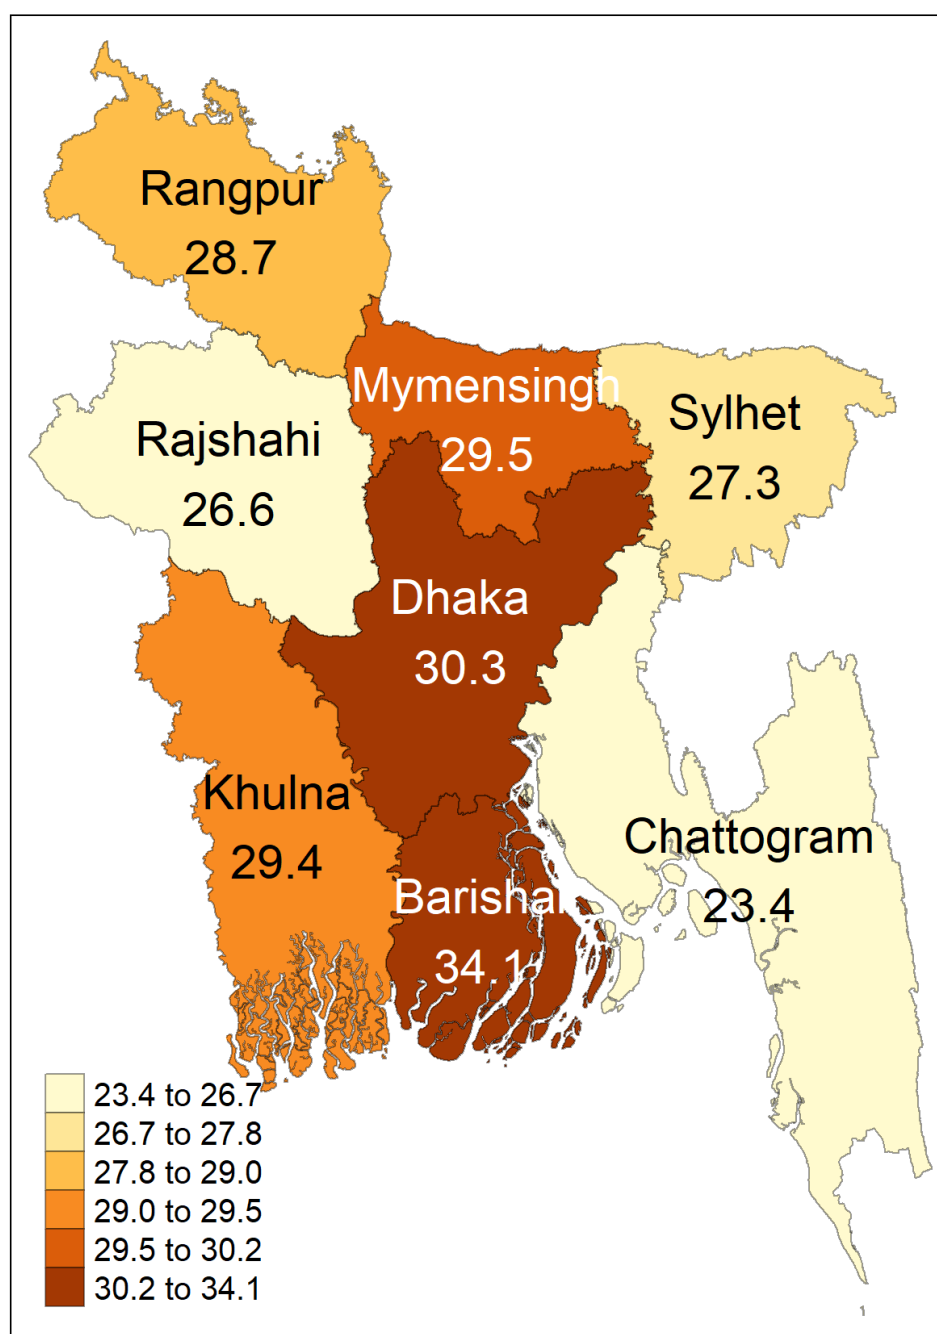 Rangpur
28.7
Mymensingh
29.5
Sylhet
27.3
Rajshahi
26.6
Dhaka
30.3
Khulna
29.4
Chattogram
23.4
Barishal
34.1
23.4 to 26.7
26.7 to 27.8
27.8 to 29.0
29.0 to 29.5
29.5 to 30.2
30.2 to 34.1